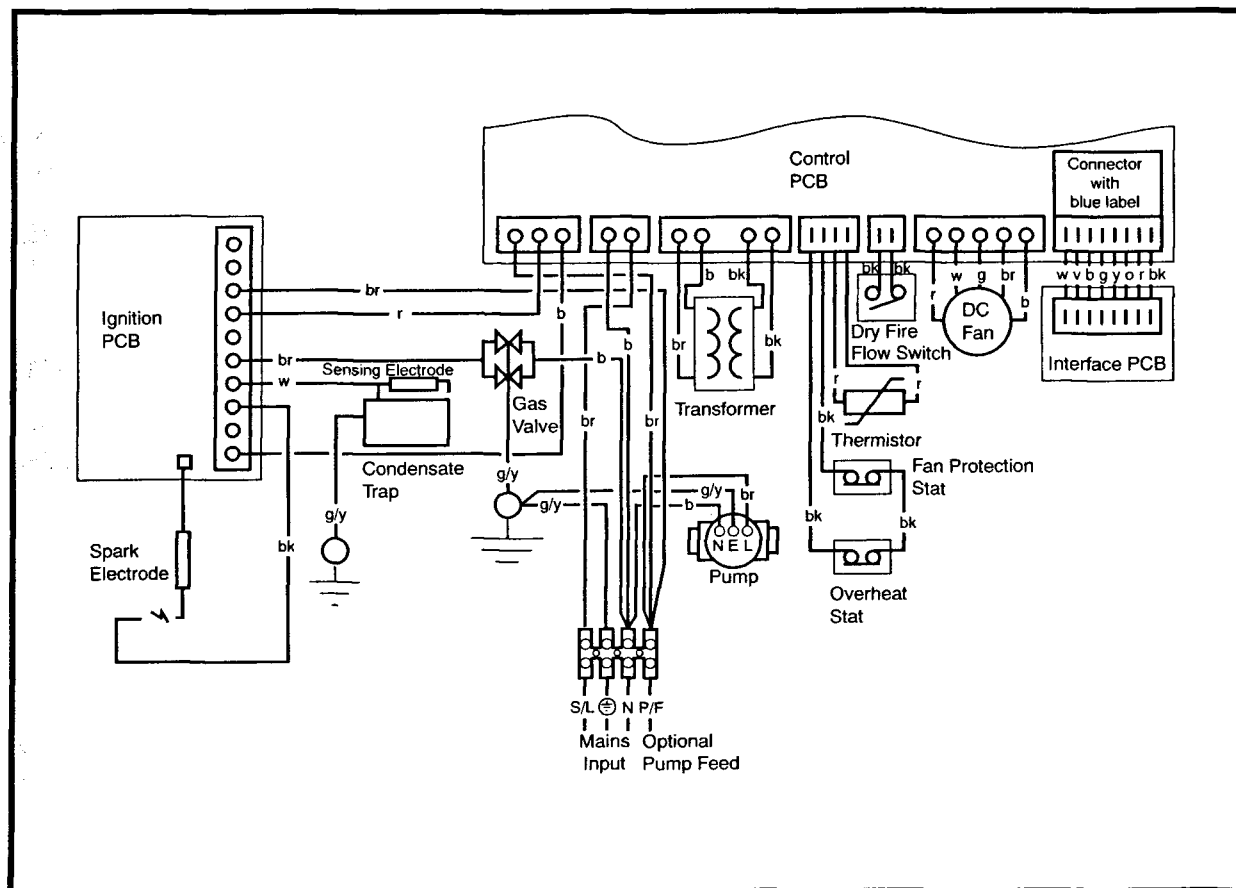 Control
PCB
Connector
with
blue label
Ignition
PCB
br
r
b
br
w
Sensing Electrode
Gas
Valve
b
b
br
b
b
bk
br
bk
Transformer
br
bk
bk
Dry Fire
Flow Switch
r
w
g
br
b
DC
Fan
w v b g y o r bk
Interface PCB
r
r
Thermistor
bk
Condensate
Trap
g/y
g/y
g/y
g/y
b
br
N E L
Pump
Fan Protection
Stat
bk
bk
Overheat
Stat
g/y
bk
Spark
Electrode
S/L N P/F
Mains
Input
Optional
Pump Feed